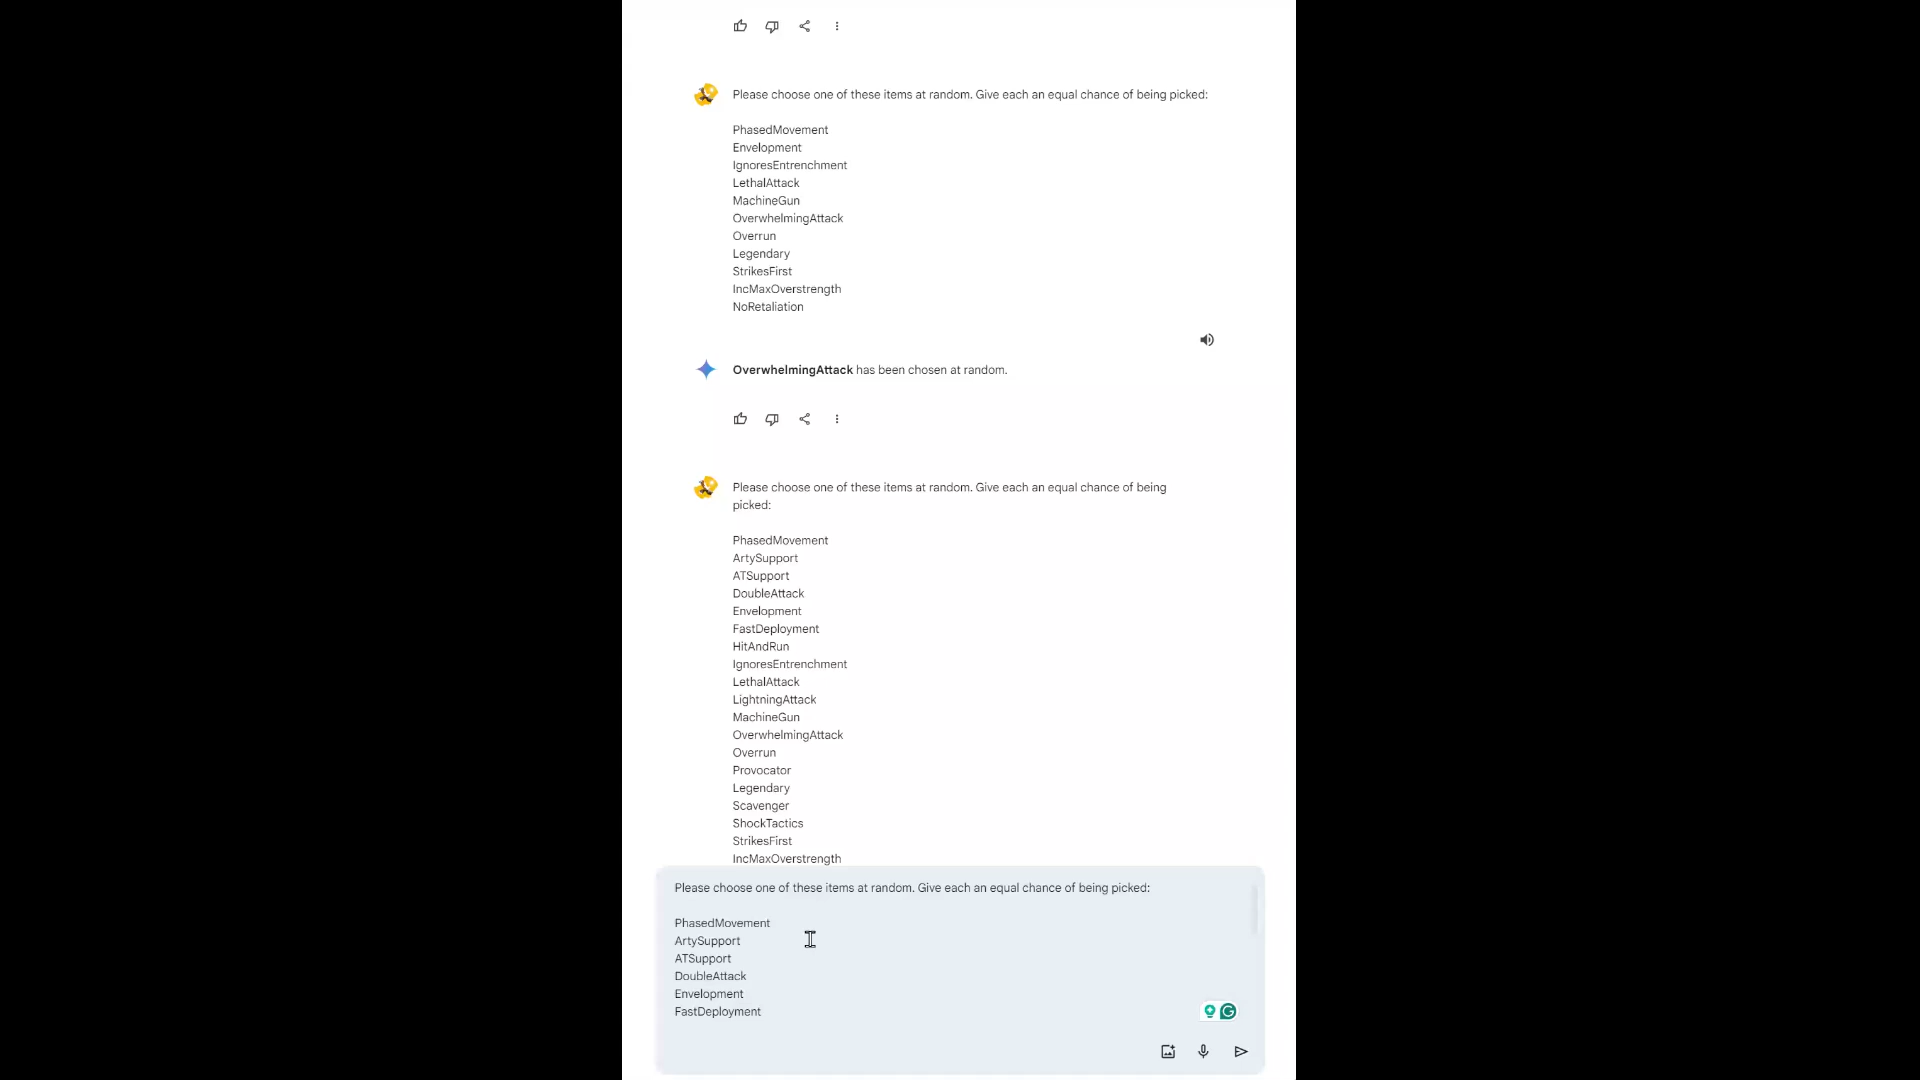 Please choose one of these items at random. Give each an equal chance of being picked:
PhasedMovement
Envelopment
IgnoresEntrenchment
LethalAttack
MachineGun
OverwhelmingAttack
Overrun
Legendary
StrikesFirst
IncMaxOverstrength
NoRetaliation
OverwhelmingAttack has been chosen at random.
Please choose one of these items at random. Give each an equal chance of being
picked:
PhasedMovement
ArtySupport
ATSupport
DoubleAttack
Envelopment
FastDeployment
HitAndRun
IgnoresEntrenchment
LethalAttack
LightningAttack
MachineGun
OverwhelmingAttack
Overrun
Provocator
Legendary
Scavenger
ShockTactics
StrikesFirst
IncMaxOverstrength
Please choose one of these items at random. Give each an equal chance of being picked:
PhasedMovement
ArtySupport
ATSupport
DoubleAttack
Envelopment
FastDeployment